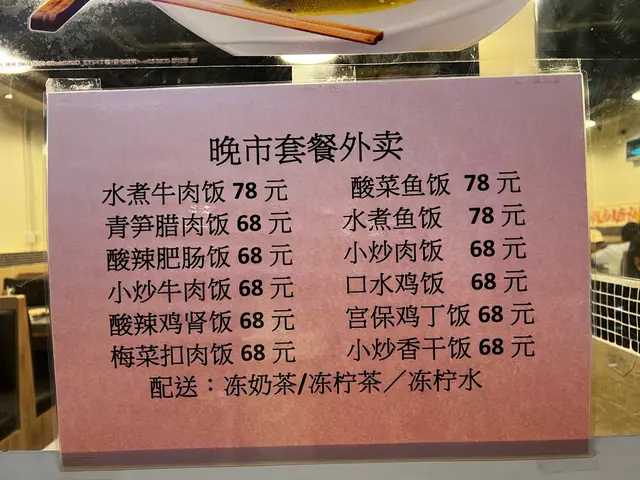 晚市套餐外卖
水煮牛肉饭 78 元 酸菜鱼饭 78 元
青笋腊肉饭 68 元 水煮鱼饭 78 元
酸辣肥肠饭 68 元 小炒肉饭 68 元
小炒牛肉饭 68 元 口水鸡饭 68 元
酸辣鸡肾饭 68 元 宫保鸡丁饭 68 元
梅菜扣肉饭 68 元 小炒香干饭 68 元
配送：冻奶茶/冻柠茶／冻柠水